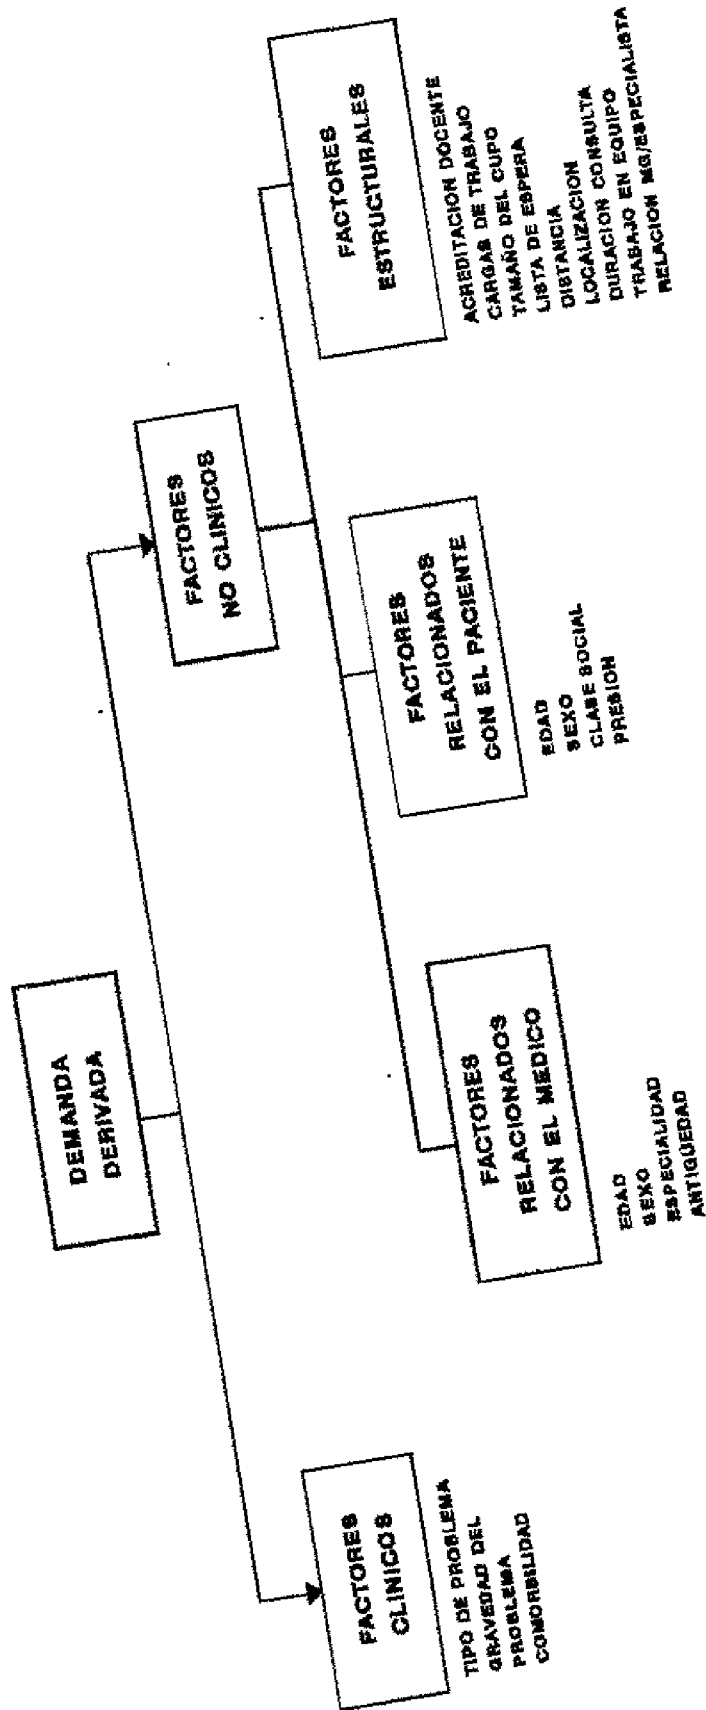 DEMANDA
DERIVADA
FACTORES
CLINICOS
TIPO DE PROBLEMA
GRAVEDAD DEL
PROBLEMA
COMORBILIDAD
FACTORES
NO CLINICOS
FACTORES
RELACIONADOS
CON EL MEDICO
EDAD
SEXO
ESPECIALIDAD
ANTIGÜEDAD
FACTORES
RELACIONADOS
CON EL PACIENTE
EDAD
SEXO
CLASE SOCIAL
PRESION
FACTORES
ESTRUCTURALES
ACREDITACION DOCENTE
CARGAS DE TRABAJO
TAMAÑO DEL CUPO
LISTA DE ESPERA
DISTANCIA
LOCALIZACION
DURACION CONSULTA
TRABAJO EN EQUIPO
RELACION MG/ESPECIALISTA